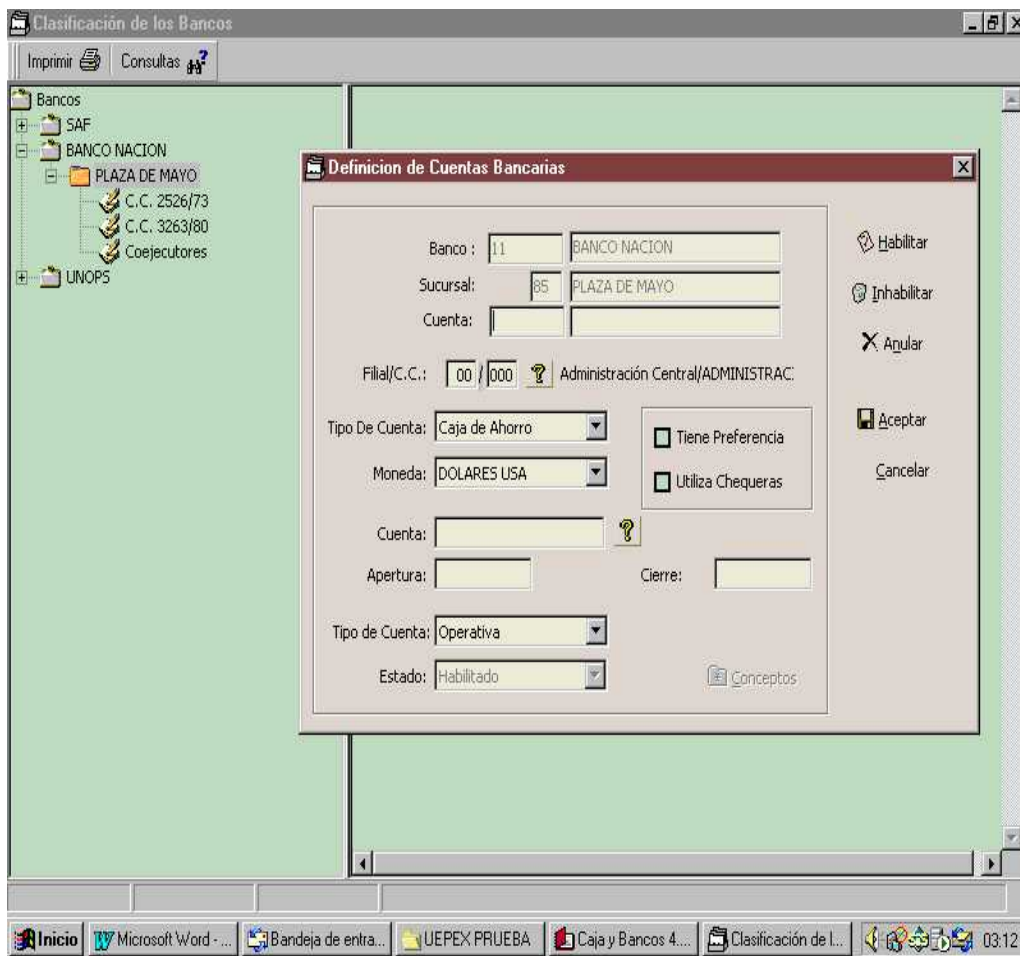 Clasificación de los Bancos
Imprimir Consultas
Bancos
SAF
BANCO NACION
PLAZA DE MAYO
C.C. 2526/73
C.C. 3263/80
Coejecutores
UNOPS
Definicion de Cuentas Bancarias
Banco : 11 BANCO NACION
Sucursal: 85 PLAZA DE MAYO
Cuenta:
Filial/C.C.: 00 / 000 Administración Central/ADMINISTRAC:
Tipo De Cuenta: Caja de Ahorro
Moneda: DOLARES USA
Tiene Preferencia
Utiliza Chequeras
Cuenta:
Apertura: Cierre:
Tipo de Cuenta: Operativa
Estado: Habilitado Conceptos
Habilitar
Inhabilitar
Anular
Aceptar
Cancelar
Inicio Microsoft Word - ... Bandeja de entra... UEPEX PRUEBA Caja y Bancos 4.... Clasificación de l... 03:12